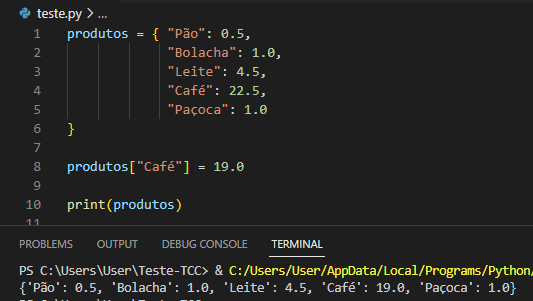 teste.py > ...
1 produtos = { "Pão": 0.5,
2 "Bolacha": 1.0,
3 "Leite": 4.5,
4 "Café": 22.5,
5 "Paçoca": 1.0
6 }
7
8 produtos["Café"] = 19.0
9
10 print(produtos)
11
PROBLEMS OUTPUT DEBUG CONSOLE TERMINAL
PS C:\Users\User\Teste-TCC> & C:/Users/User/AppData/Local/Programs/Python/
{'Pão': 0.5, 'Bolacha': 1.0, 'Leite': 4.5, 'Café': 19.0, 'Paçoca': 1.0}